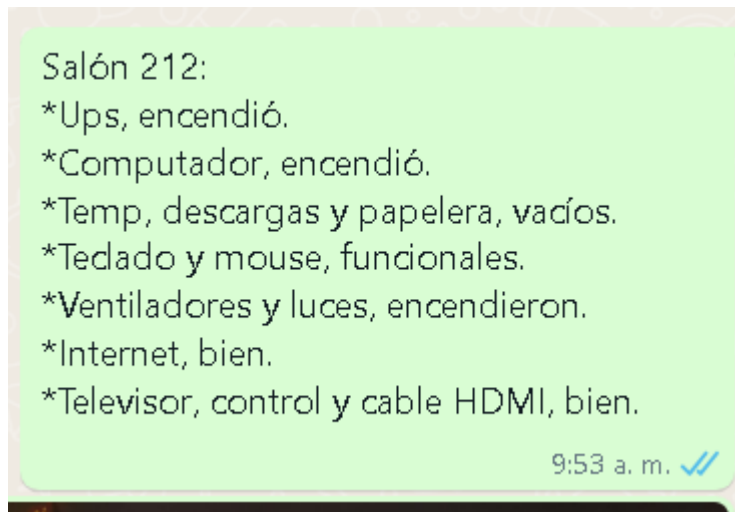 Salón 212:
*Ups, encendió.
*Computador, encendió.
*Temp, descargas y papelera, vacíos.
*Teclado y mouse, funcionales.
*Ventiladores y luces, encendieron.
*Internet, bien.
*Televisor, control y cable HDMI, bien.
9:53 a. m.